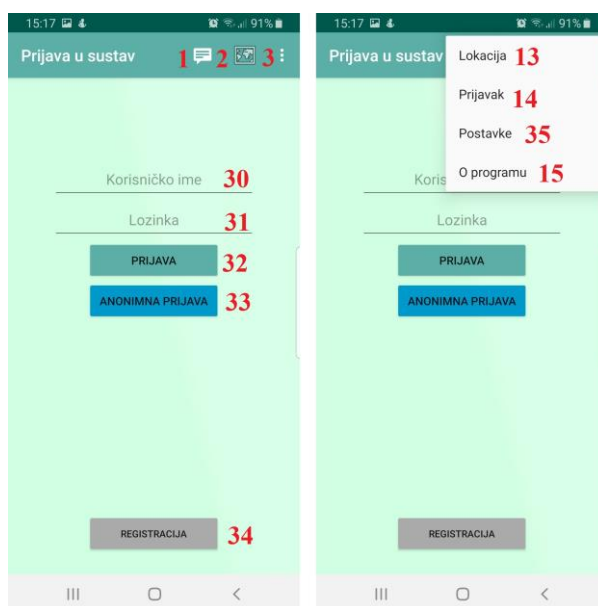 15:17 91%
Prijava u sustav 1 2 3
Korisničko ime 30
Lozinka 31
PRIJAVA 32
ANONIMNA PRIJAVA 33
REGISTRACIJA 34
15:17 91%
Prijava u sustav
Lokacija 13
Prijavak 14
Postavke 35
O programu 15
Koris
Lozinka
PRIJAVA
ANONIMNA PRIJAVA
REGISTRACIJA